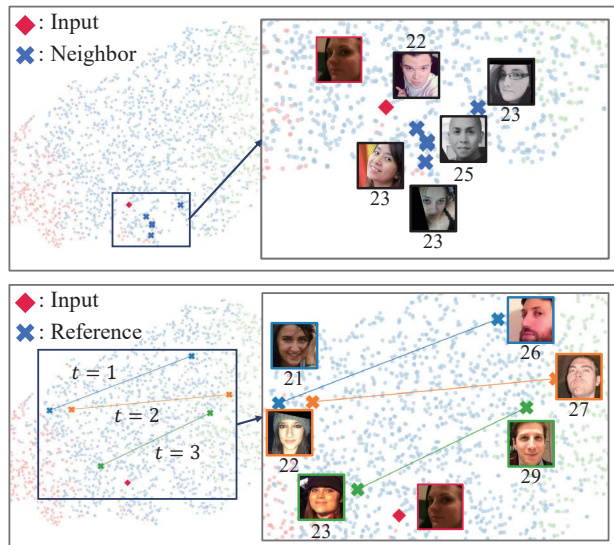 : Input
: Neighbor
22
23
25
23
23
: Input
: Reference
t = 1
t = 2
t = 3
21
26
27
22
29
23